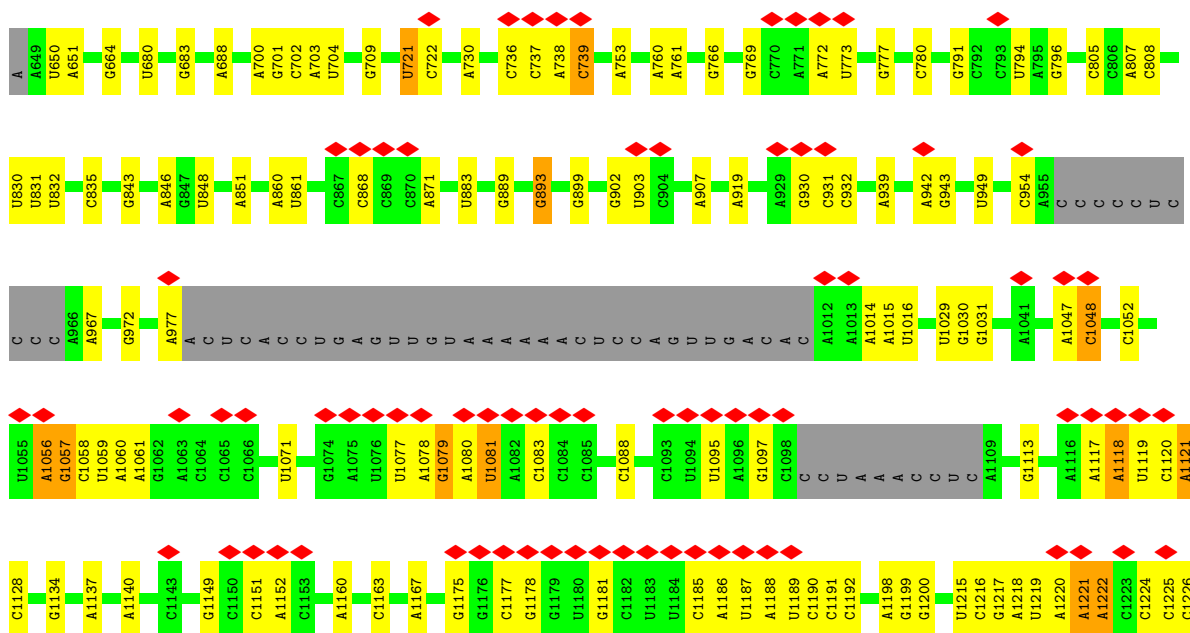 A A649 U650 A651 G664 U680 G683 A688 A700 G701 C702 A703 U704 G709 U721 C722 A730 C736 C737 A738 C739 A753 A760 A761 G766 G769 C770 A771 A772 U773 G777 C780 G791 C792 C793 U794 A795 G796 C805 C806 A807 C808
U830 U831 U832 C835 G843 A846 G847 U848 A851 A860 U861 C867 C868 C869 C870 A871 U883 G889 G893 G899 G902 U903 C904 A907 A919 A929 G930 C931 C932 A939 A942 G943 U949 C954 A955 C C C C C U C
C C C A966 A967 G972 A977 A C U C A C C U G A G U U G U A A A A A A C U C C A G U U G A C A C A1012 A1013 A1014 A1015 U1016 U1029 G1030 G1031 A1041 A1047 C1048 C1052
U1055 A1056 G1057 C1058 U1059 A1060 A1061 G1062 A1063 C1064 C1065 C1066 U1071 G1074 A1075 U1076 U1077 A1078 G1079 A1080 U1081 A1082 C1083 C1084 C1085 C1088 C1093 U1094 U1095 A1096 G1097 C1098 C C U A A A C C U C A1109 G1113 A1116 A1117 A1118 U1119 C1120 A1121
C1128 G1134 A1137 A1140 C1143 G1149 C1150 C1151 A1152 C1153 A1160 C1163 A1167 G1175 G1176 C1177 G1178 G1179 U1180 G1181 C1182 U1183 U1184 C1185 A1186 U1187 A1188 U1189 C1190 C1191 C1192 A1198 G1199 G1200 U1215 C1216 G1217 A1218 U1219 A1220 A1221 A1222 C1223 C1224 C1225 C1226